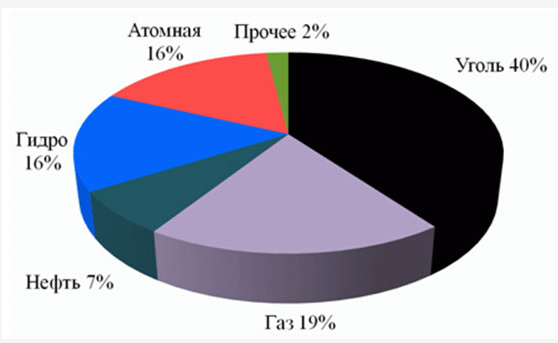 Атомная
16%
Прочее 2%
Уголь 40%
Гидро
16%
Нефть 7%
Газ 19%